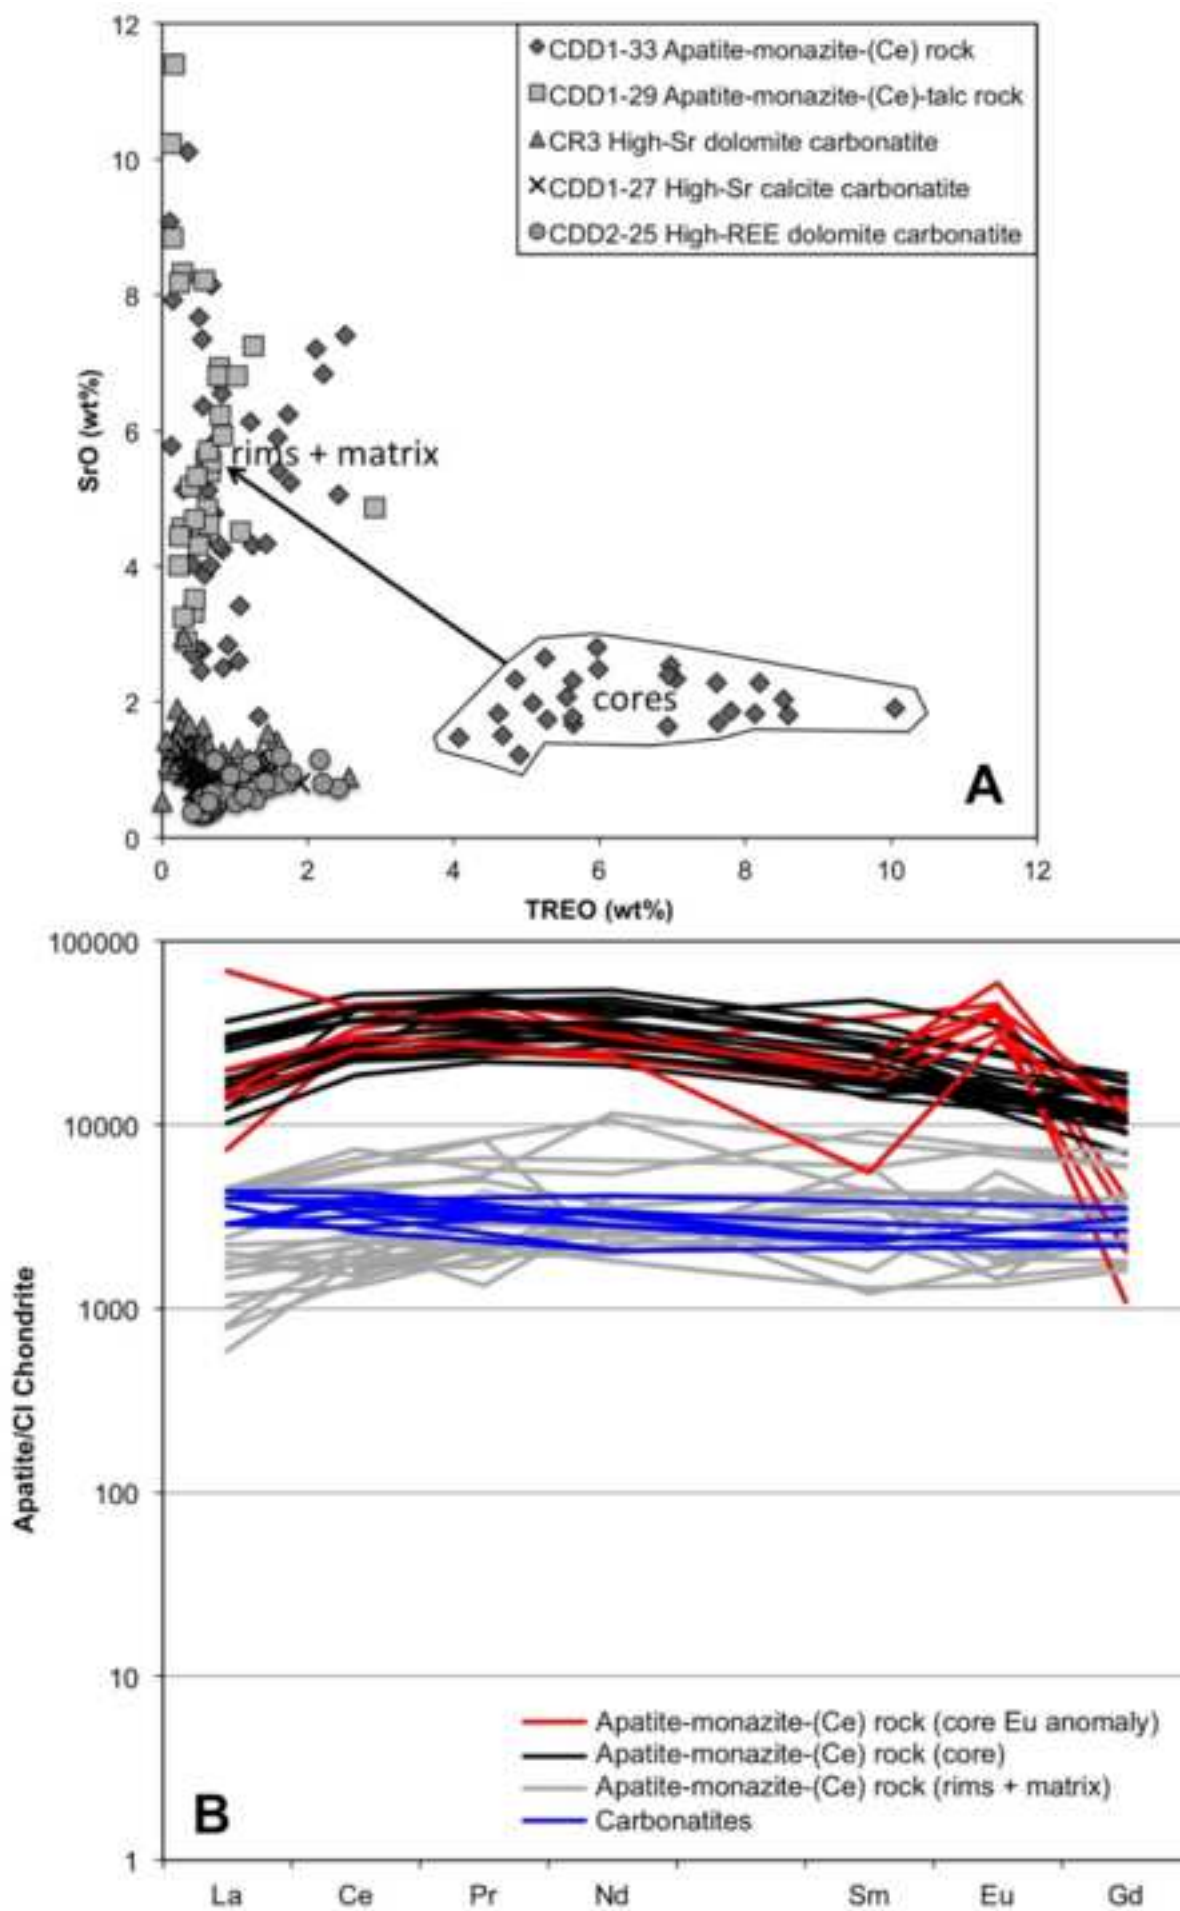 12
CDD1-33 Apatite-monazite-(Ce) rock
CDD1-29 Apatite-monazite-(Ce)-talc rock
CR3 High-Sr dolomite carbonatite
CDD1-27 High-Sr calcite carbonatite
CDD2-25 High-REE dolomite carbonatite
10
8
6
4
2
0
SrO (wt%)
rims + matrix
cores
A
0 2 4 6 8 10 12
TREO (wt%)
100000
10000
1000
100
10
1
Apatite/CI Chondrite
Apatite-monazite-(Ce) rock (core Eu anomaly)
Apatite-monazite-(Ce) rock (core)
Apatite-monazite-(Ce) rock (rims + matrix)
Carbonatites
B
La Ce Pr Nd Sm Eu Gd